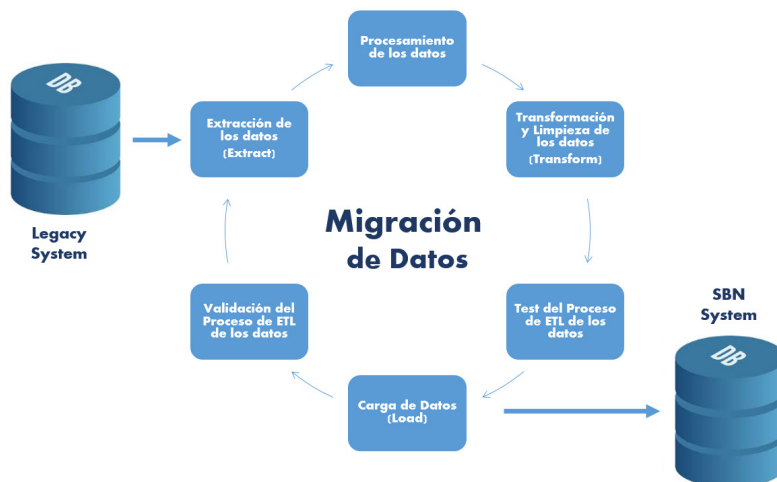 Procesamiento
de los datos
DB
Extracción de
los datos
(Extract)
Transformación
y Limpieza de
los datos
(Transform)
Legacy
System
Migración
de Datos
Validación del
Proceso de ETL
de los datos
Test del Proceso
de ETL de los
datos
SBN
System
DB
Carga de Datos
(Load)